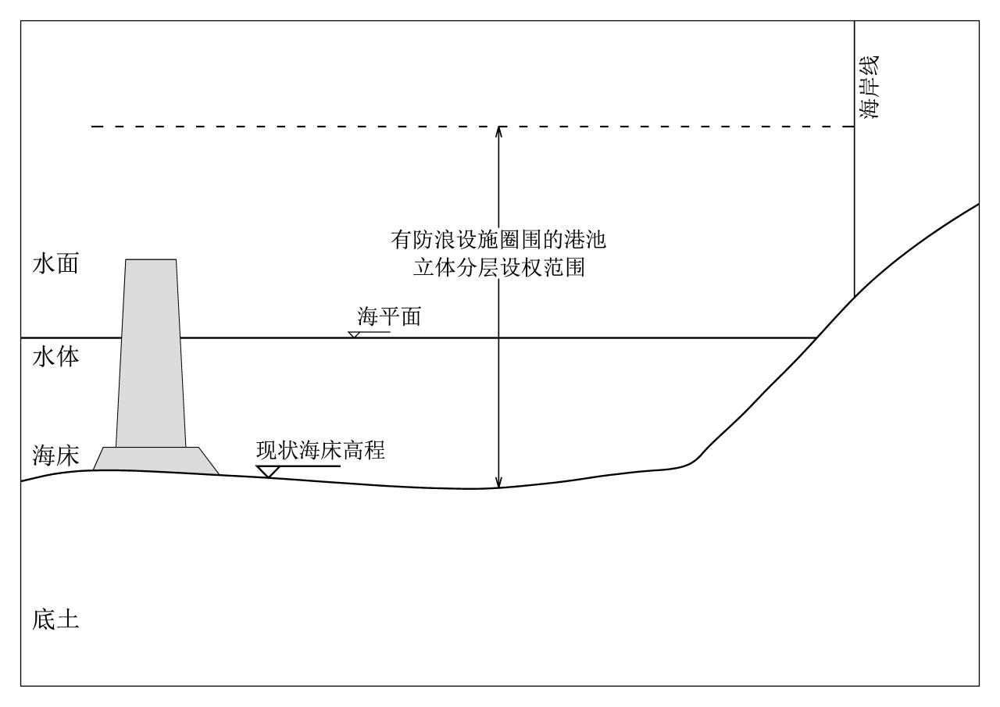 海岸线
有防浪设施圈围的港池
立体分层设权范围
水面
海平面
水体
现状海床高程
海床
底土